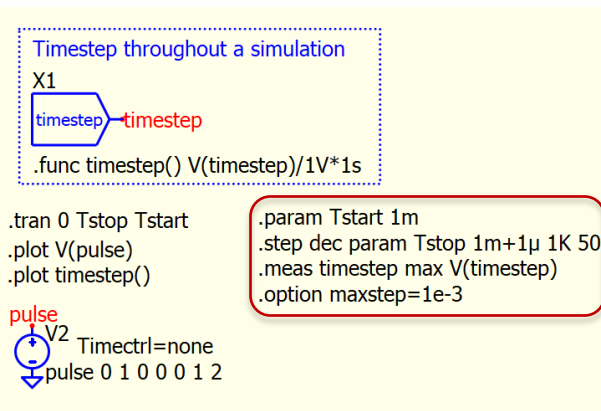 Timestep throughout a simulation
X1
timestep
timestep
.func timestep() V(timestep)/1V*1s
.tran 0 Tstop Tstart
.plot V(pulse)
.plot timestep()
.param Tstart 1m
.step dec param Tstop 1m+1µ 1K 50
.meas timestep max V(timestep)
.option maxstep=1e-3
pulse
V2
Timectrl=none
pulse 0 1 0 0 0 1 2